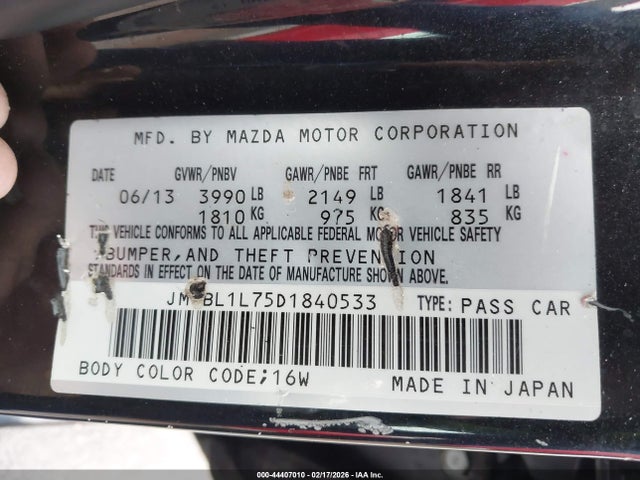 MFD. BY MAZDA MOTOR CORPORATION
DATE GVWR/PNBV GAWR/PNBE FRT GAWR/PNBE RR
06/13 3990 LB 2149 LB 1841 LB
1810 KG 975 KG 835 KG
THIS VEHICLE CONFORMS TO ALL APPLICABLE FEDERAL MOTOR VEHICLE SAFETY
BUMPER, AND THEFT PREVENTION
STANDARDS IN EFFECT ON THE DATE OF MANUFACTURE SHOWN ABOVE.
JM BL1L75D1840533 TYPE: PASS CAR
BODY COLOR CODE;16W MADE IN JAPAN
000-44407010 - 02/17/2026 - IAAI.COM